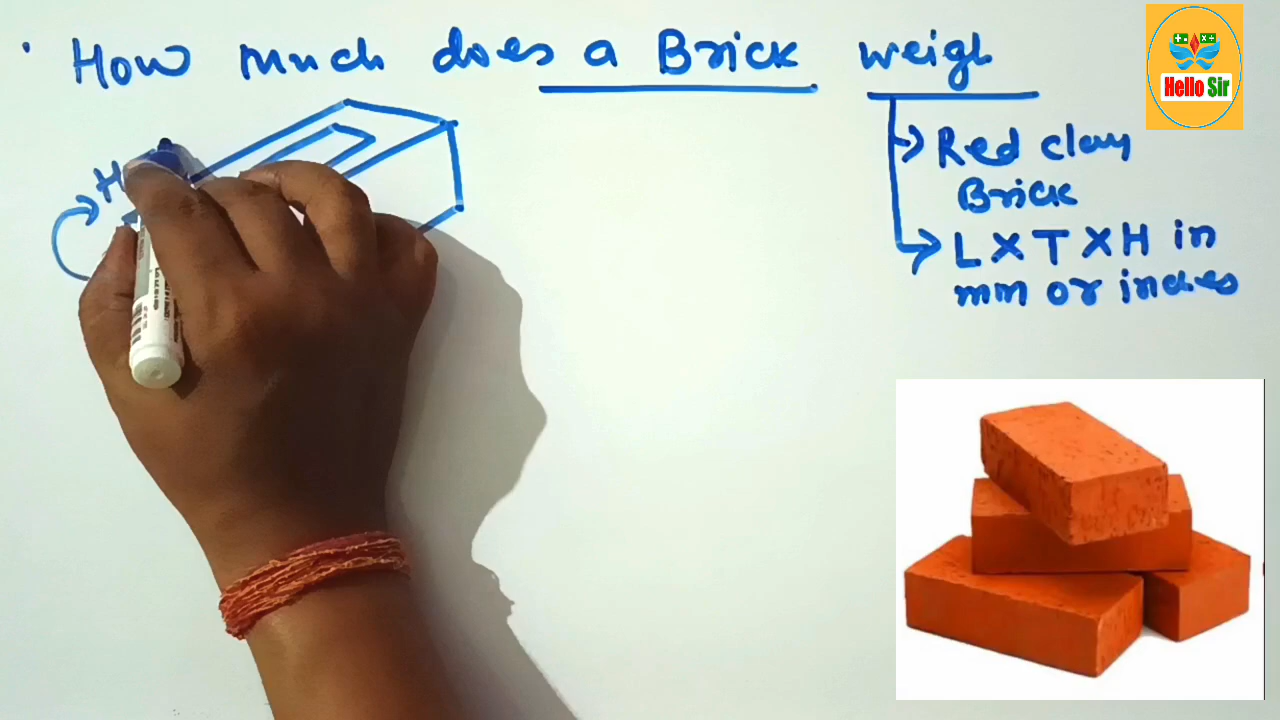 How much does a Brick weigh
Hello Sir
Red clay
Brick
L X T X H in
mm or inches
H